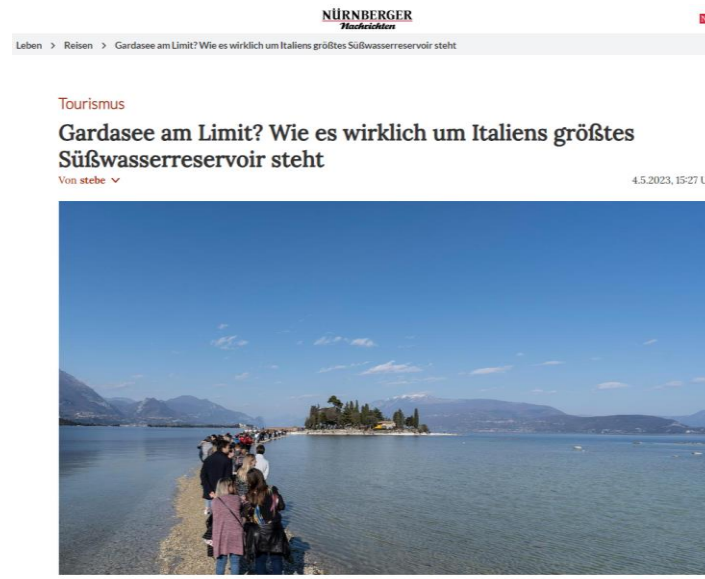 NÜRNBERGER
Nachrichten
Leben > Reisen > Gardasee am Limit? Wie es wirklich um Italiens größtes Süßwasserreservoir steht
Tourismus
Gardasee am Limit? Wie es wirklich um Italiens größtes
Süßwasserreservoir steht
Von stebe
4.5.2023, 15:27 U